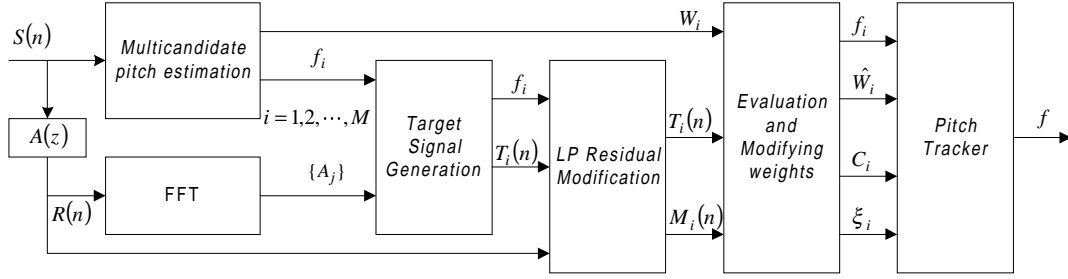 S(n)
Multicandidate
pitch estimation
W_i
f_i
i = 1,2, ⋯, M
A(z)
R(n)
FFT
{A_j}
Target
Signal
Generation
f_i
T_i(n)
LP Residual
Modification
T_i(n)
M_i(n)
Evaluation
and
Modifying
weights
f_i
Ŵ_i
C_i
ξ_i
Pitch
Tracker
f